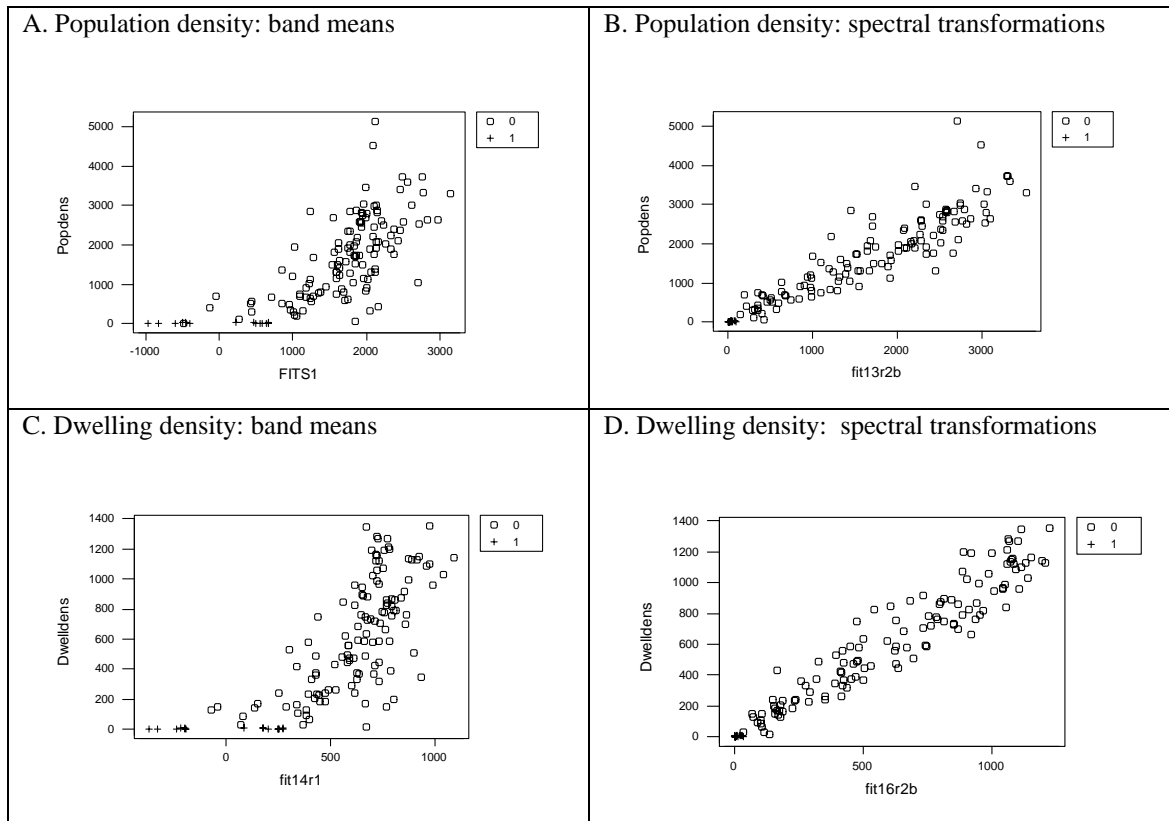 A. Population density: band means
B. Population density: spectral transformations
0
1
5000
4000
3000
2000
1000
0
Popdens
-1000 0 1000 2000 3000
FITS1
0
1
5000
4000
3000
2000
1000
0
Popdens
0 1000 2000 3000
fit13r2b
C. Dwelling density: band means
D. Dwelling density: spectral transformations
0
1
1400
1200
1000
800
600
400
200
0
Dwelldens
0 500 1000
fit14r1
0
1
1400
1200
1000
800
600
400
200
0
Dwelldens
0 500 1000
fit16r2b